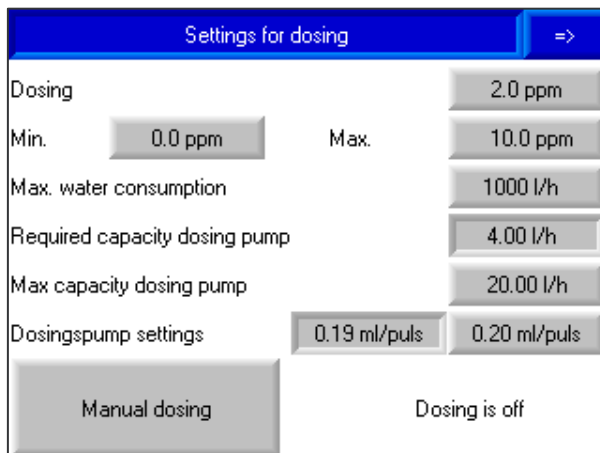 Settings for dosing =>
Dosing 2.0 ppm
Min. 0.0 ppm Max. 10.0 ppm
Max. water consumption 1000 l/h
Required capacity dosing pump 4.00 l/h
Max capacity dosing pump 20.00 l/h
Dosingspump settings 0.19 ml/puls 0.20 ml/puls
Manual dosing Dosing is off